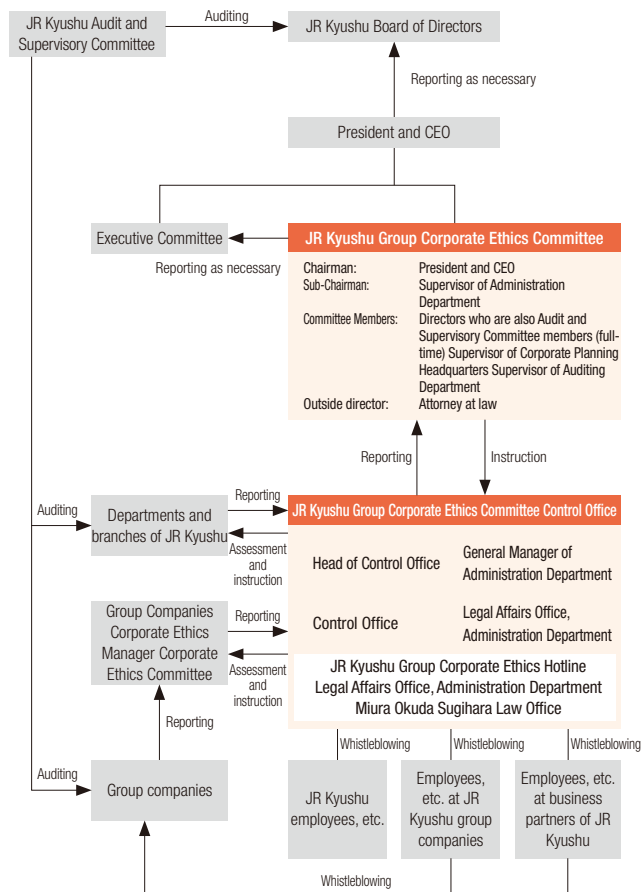 JR Kyushu Audit and
Supervisory Committee
Auditing
JR Kyushu Board of Directors
Reporting as necessary
President and CEO
Executive Committee
Reporting as necessary
JR Kyushu Group Corporate Ethics Committee
Chairman: President and CEO
Sub-Chairman: Supervisor of Administration
Department
Committee Members: Directors who are also Audit and
Supervisory Committee members (full-
time) Supervisor of Corporate Planning
Headquarters Supervisor of Auditing
Department
Outside director: Attorney at law
Reporting
Instruction
Auditing
Departments and
branches of JR Kyushu
Reporting
Assessment
and
instruction
JR Kyushu Group Corporate Ethics Committee Control Office
Head of Control Office
General Manager of
Administration Department
Control Office
Legal Affairs Office,
Administration Department
Group Companies
Corporate Ethics
Manager Corporate
Ethics Committee
Reporting
Assessment
and
instruction
JR Kyushu Group Corporate Ethics Hotline
Legal Affairs Office, Administration Department
Miura Okuda Sugihara Law Office
Reporting
Whistleblowing
Whistleblowing
Whistleblowing
Auditing
Group companies
JR Kyushu
employees, etc.
Employees,
etc. at JR
Kyushu group
companies
Employees, etc.
at business
partners of JR
Kyushu
Whistleblowing